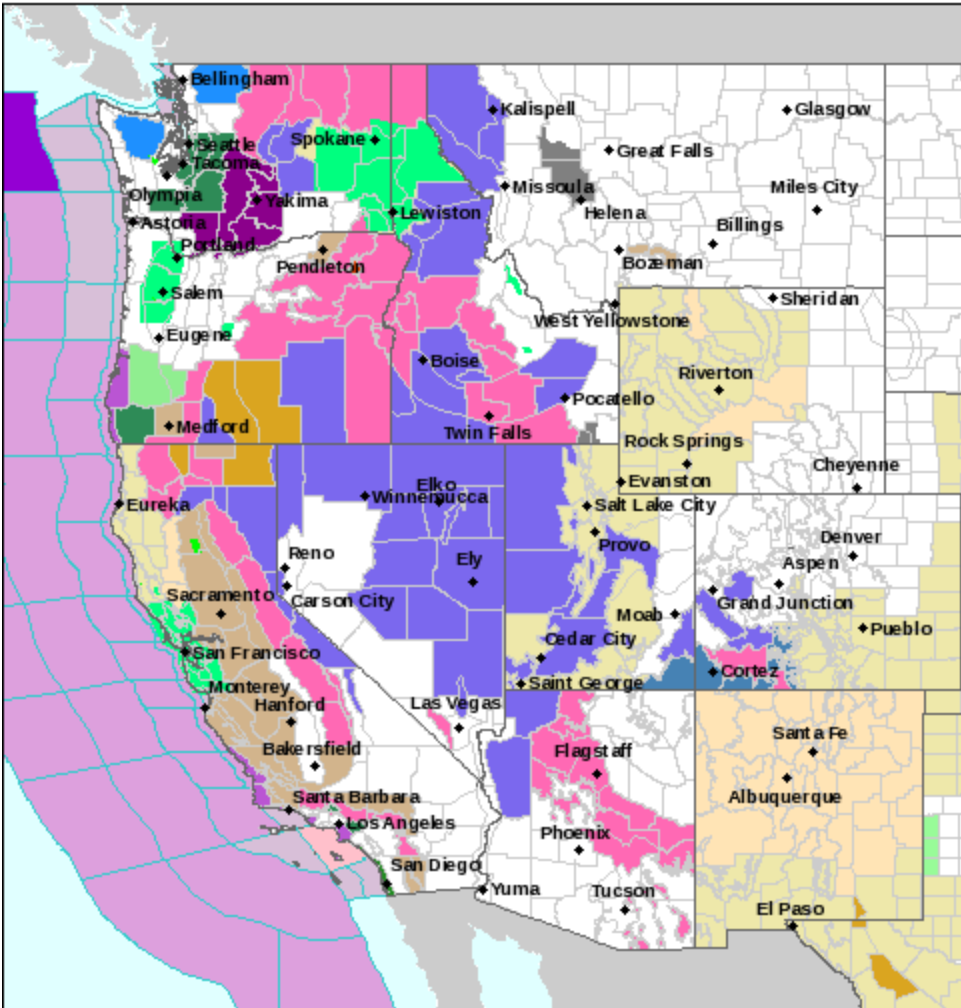 Bellingham
Kalispell
Glasgow
Seattle
Spokane
Great Falls
Tacoma
Olympia
Yakima
Missoula
Miles City
Astoria
Lewiston
Helena
Billings
Portland
Pendleton
Bozeman
Salem
Sheridan
West Yellowstone
Eugene
Boise
Riverton
Pocatello
Medford
Twin Falls
Rock Springs
Cheyenne
Evanston
Elko
Winnemucca
Eureka
Salt Lake City
Provo
Denver
Reno
Ely
Aspen
Carson City
Grand Junction
Sacramento
Moab
Pueblo
Cedar City
San Francisco
Cortez
Saint George
Monterey
Hanford
Las Vegas
Bakersfield
Flagstaff
Santa Fe
Albuquerque
Santa Barbara
Los Angeles
Phoenix
San Diego
Yuma
Tucson
El Paso